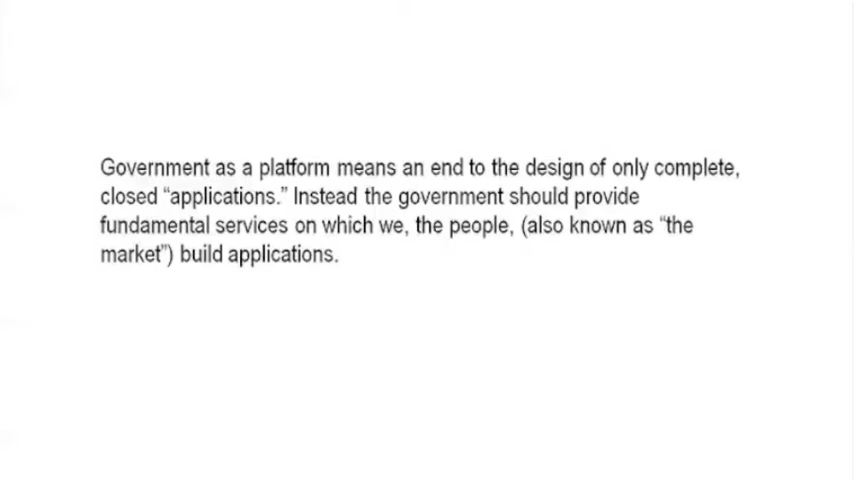 Government as a platform means an end to the design of only complete,
closed “applications.” Instead the government should provide
fundamental services on which we, the people, (also known as “the
market”) build applications.